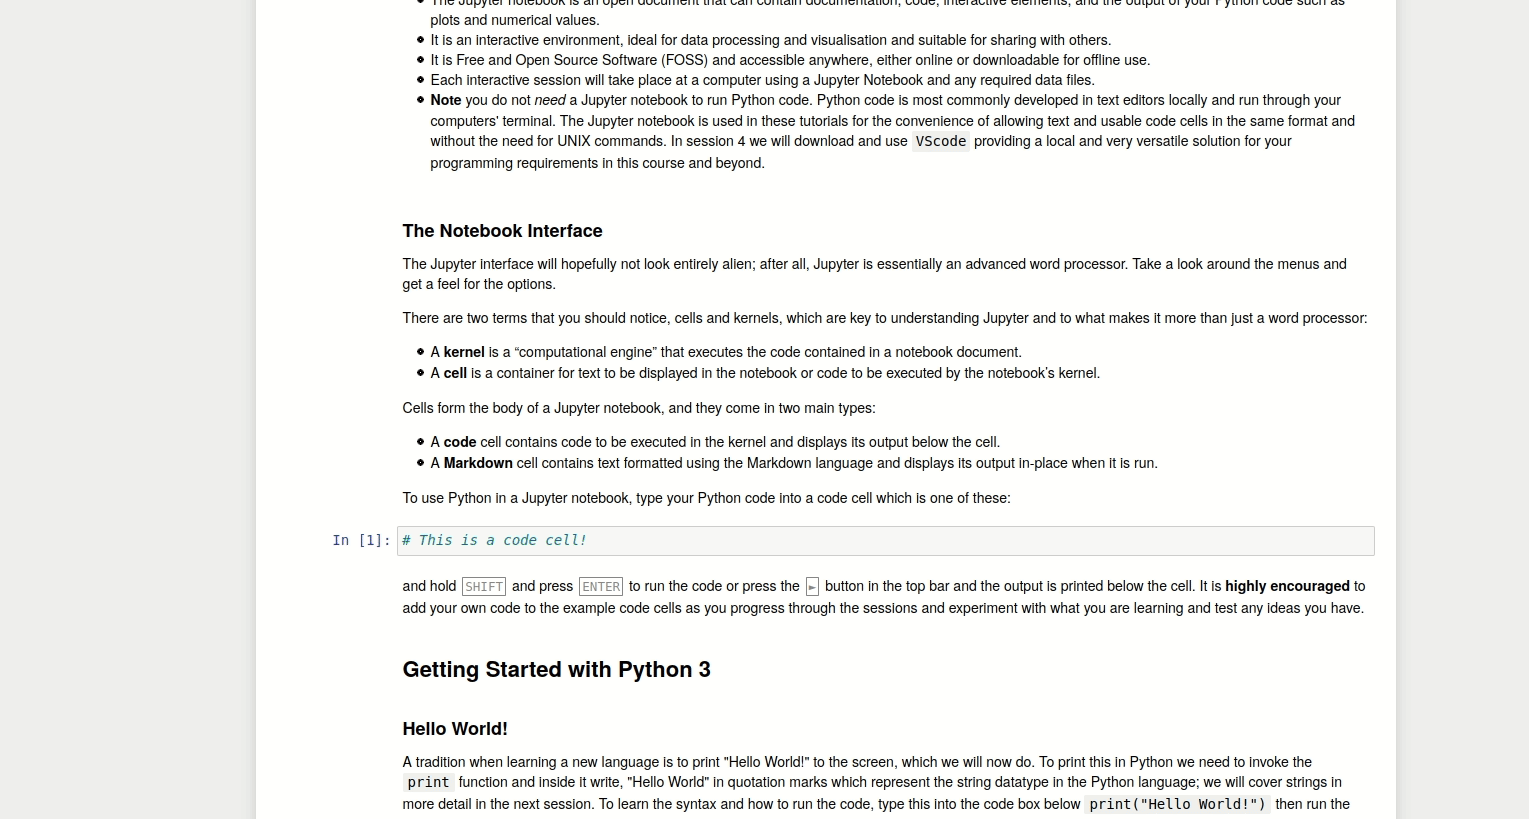 The Jupyter notebook is an open document that can contain documentation, code, interactive elements, and the output of your Python code such as
plots and numerical values.
It is an interactive environment, ideal for data processing and visualisation and suitable for sharing with others.
It is Free and Open Source Software (FOSS) and accessible anywhere, either online or downloadable for offline use.
Each interactive session will take place at a computer using a Jupyter Notebook and any required data files.
Note you do not need a Jupyter notebook to run Python code. Python code is most commonly developed in text editors locally and run through your
computers' terminal. The Jupyter notebook is used in these tutorials for the convenience of allowing text and usable code cells in the same format and
without the need for UNIX commands. In session 4 we will download and use VScode providing a local and very versatile solution for your
programming requirements in this course and beyond.
The Notebook Interface
The Jupyter interface will hopefully not look entirely alien; after all, Jupyter is essentially an advanced word processor. Take a look around the menus and
get a feel for the options.
There are two terms that you should notice, cells and kernels, which are key to understanding Jupyter and to what makes it more than just a word processor:
A kernel is a “computational engine” that executes the code contained in a notebook document.
A cell is a container for text to be displayed in the notebook or code to be executed by the notebook’s kernel.
Cells form the body of a Jupyter notebook, and they come in two main types:
A code cell contains code to be executed in the kernel and displays its output below the cell.
A Markdown cell contains text formatted using the Markdown language and displays its output in-place when it is run.
To use Python in a Jupyter notebook, type your Python code into a code cell which is one of these:
In [1]: # This is a code cell!
and hold SHIFT and press ENTER to run the code or press the ► button in the top bar and the output is printed below the cell. It is highly encouraged to
add your own code to the example code cells as you progress through the sessions and experiment with what you are learning and test any ideas you have.
Getting Started with Python 3
Hello World!
A tradition when learning a new language is to print "Hello World!" to the screen, which we will now do. To print this in Python we need to invoke the
print function and inside it write, "Hello World" in quotation marks which represent the string datatype in the Python language; we will cover strings in
more detail in the next session. To learn the syntax and how to run the code, type this into the code box below print("Hello World!") then run the